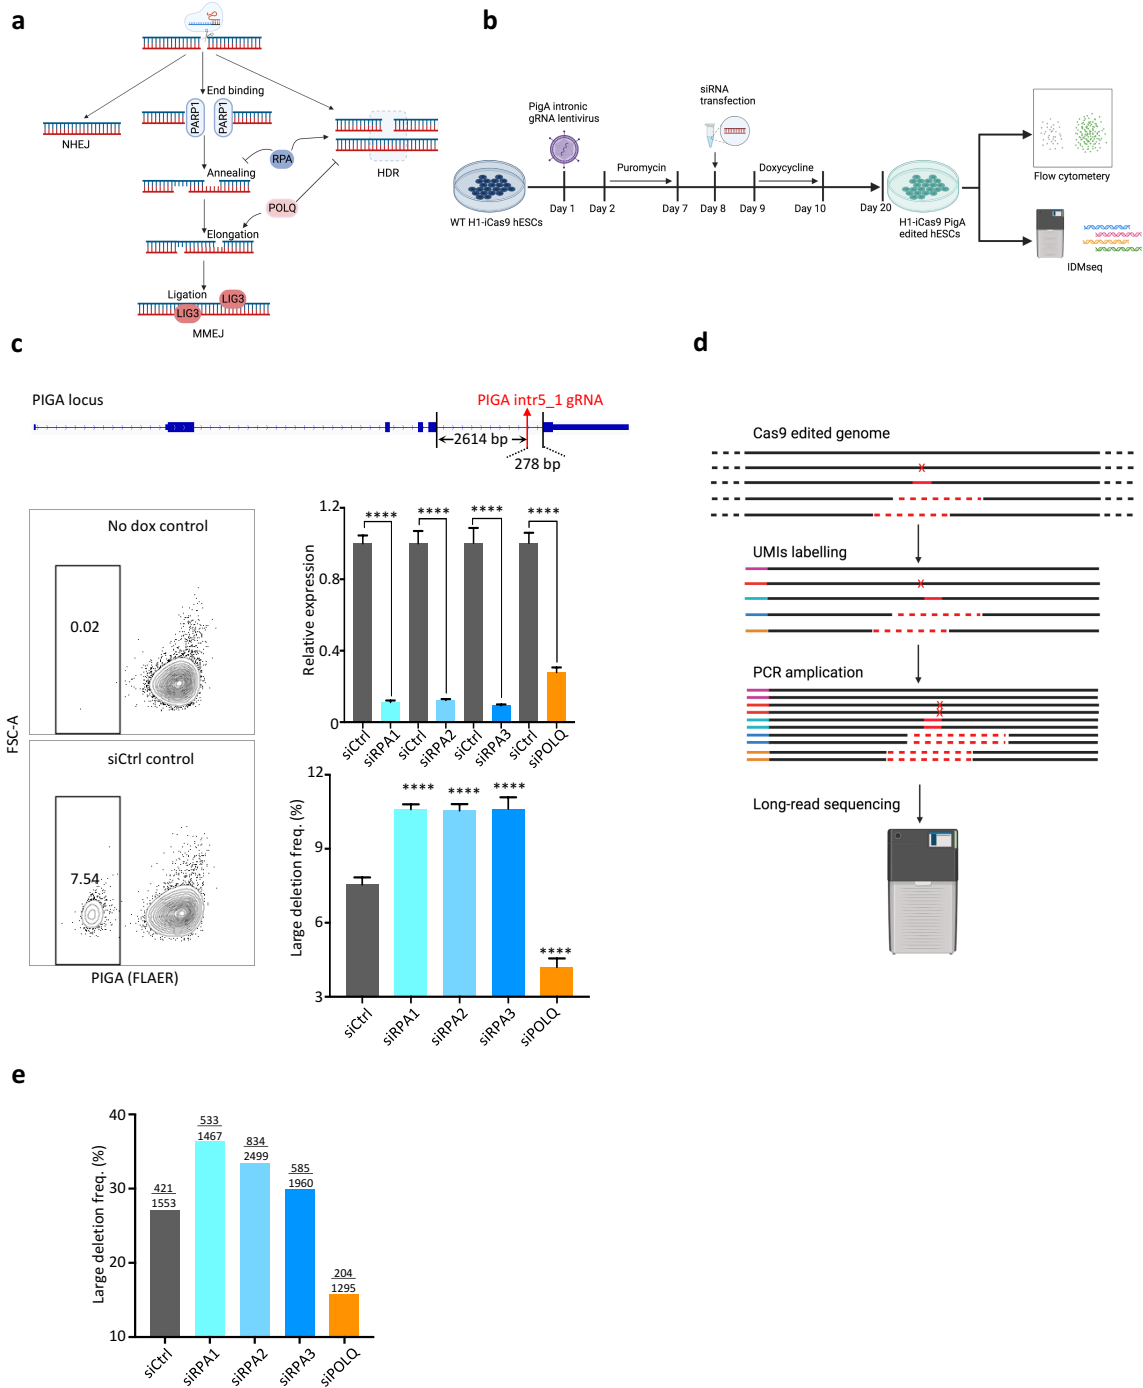 a
End binding
PARP1
PARP1
NHEJ
RPA
Annealing
HDR
POLQ
Elongation
Ligation
LIG3
LIG3
MMEJ
b
PigA intronic
gRNA lentivirus
siRNA
transfection
Puromycin
Doxycycline
WT H1-iCas9 hESCs
Day 1
Day 2
Day 7
Day 8
Day 9
Day 10
Day 20
H1-iCas9 PigA
edited hESCs
Flow cytometery
IDMseq
c
PIGA locus
PIGA intr5_1 gRNA
2614 bp
278 bp
No dox control
0.02
siCtrl control
7.54
FSC-A
PIGA (FLAER)
Relative expression
1.2
0.8
0.4
0
****
****
****
****
siCtrl
siRPA1
siCtrl
siRPA2
siCtrl
siRPA3
siCtrl
siPOLQ
Large deletion freq. (%)
12
9
6
3
****
****
****
****
siCtrl
siRPA1
siRPA2
siRPA3
siPOLQ
d
Cas9 edited genome
X
UMIs labelling
X
PCR amplication
X
X
Long-read sequencing
e
Large deletion freq. (%)
40
30
20
10
421
1553
533
1467
834
2499
585
1960
204
1295
siCtrl
siRPA1
siRPA2
siRPA3
siPOLQ